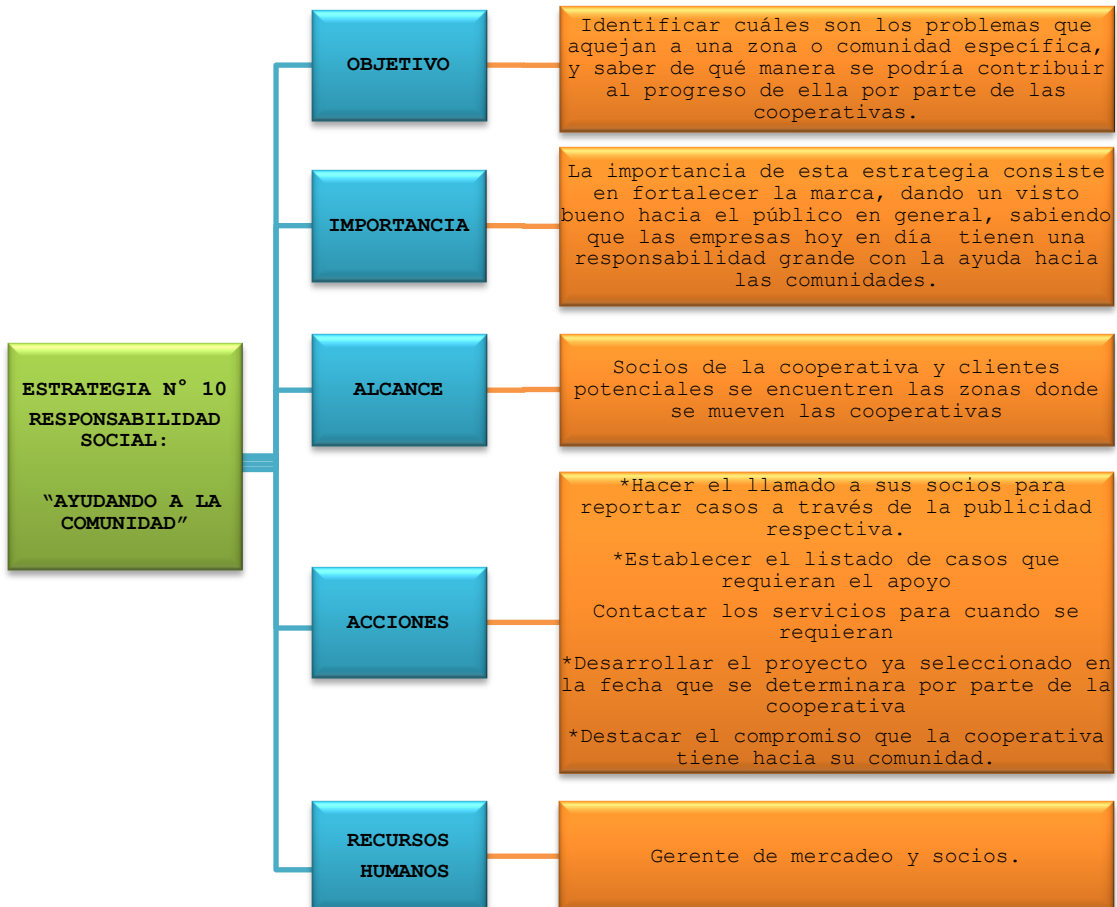 ESTRATEGIA N° 10
RESPONSABILIDAD
SOCIAL:
“AYUDANDO A LA
COMUNIDAD”
OBJETIVO
Identificar cuáles son los problemas que
aquejan a una zona o comunidad específica,
y saber de qué manera se podría contribuir
al progreso de ella por parte de las
cooperativas.
IMPORTANCIA
La importancia de esta estrategia consiste
en fortalecer la marca, dando un visto
bueno hacia el público en general, sabiendo
que las empresas hoy en día tienen una
responsabilidad grande con la ayuda hacia
las comunidades.
ALCANCE
Socios de la cooperativa y clientes
potenciales se encuentren las zonas donde
se mueven las cooperativas
ACCIONES
*Hacer el llamado a sus socios para
reportar casos a través de la publicidad
respectiva.
*Establecer el listado de casos que
requieran el apoyo
Contactar los servicios para cuando se
requieran
*Desarrollar el proyecto ya seleccionado en
la fecha que se determinara por parte de la
cooperativa
*Destacar el compromiso que la cooperativa
tiene hacia su comunidad.
RECURSOS
HUMANOS
Gerente de mercadeo y socios.